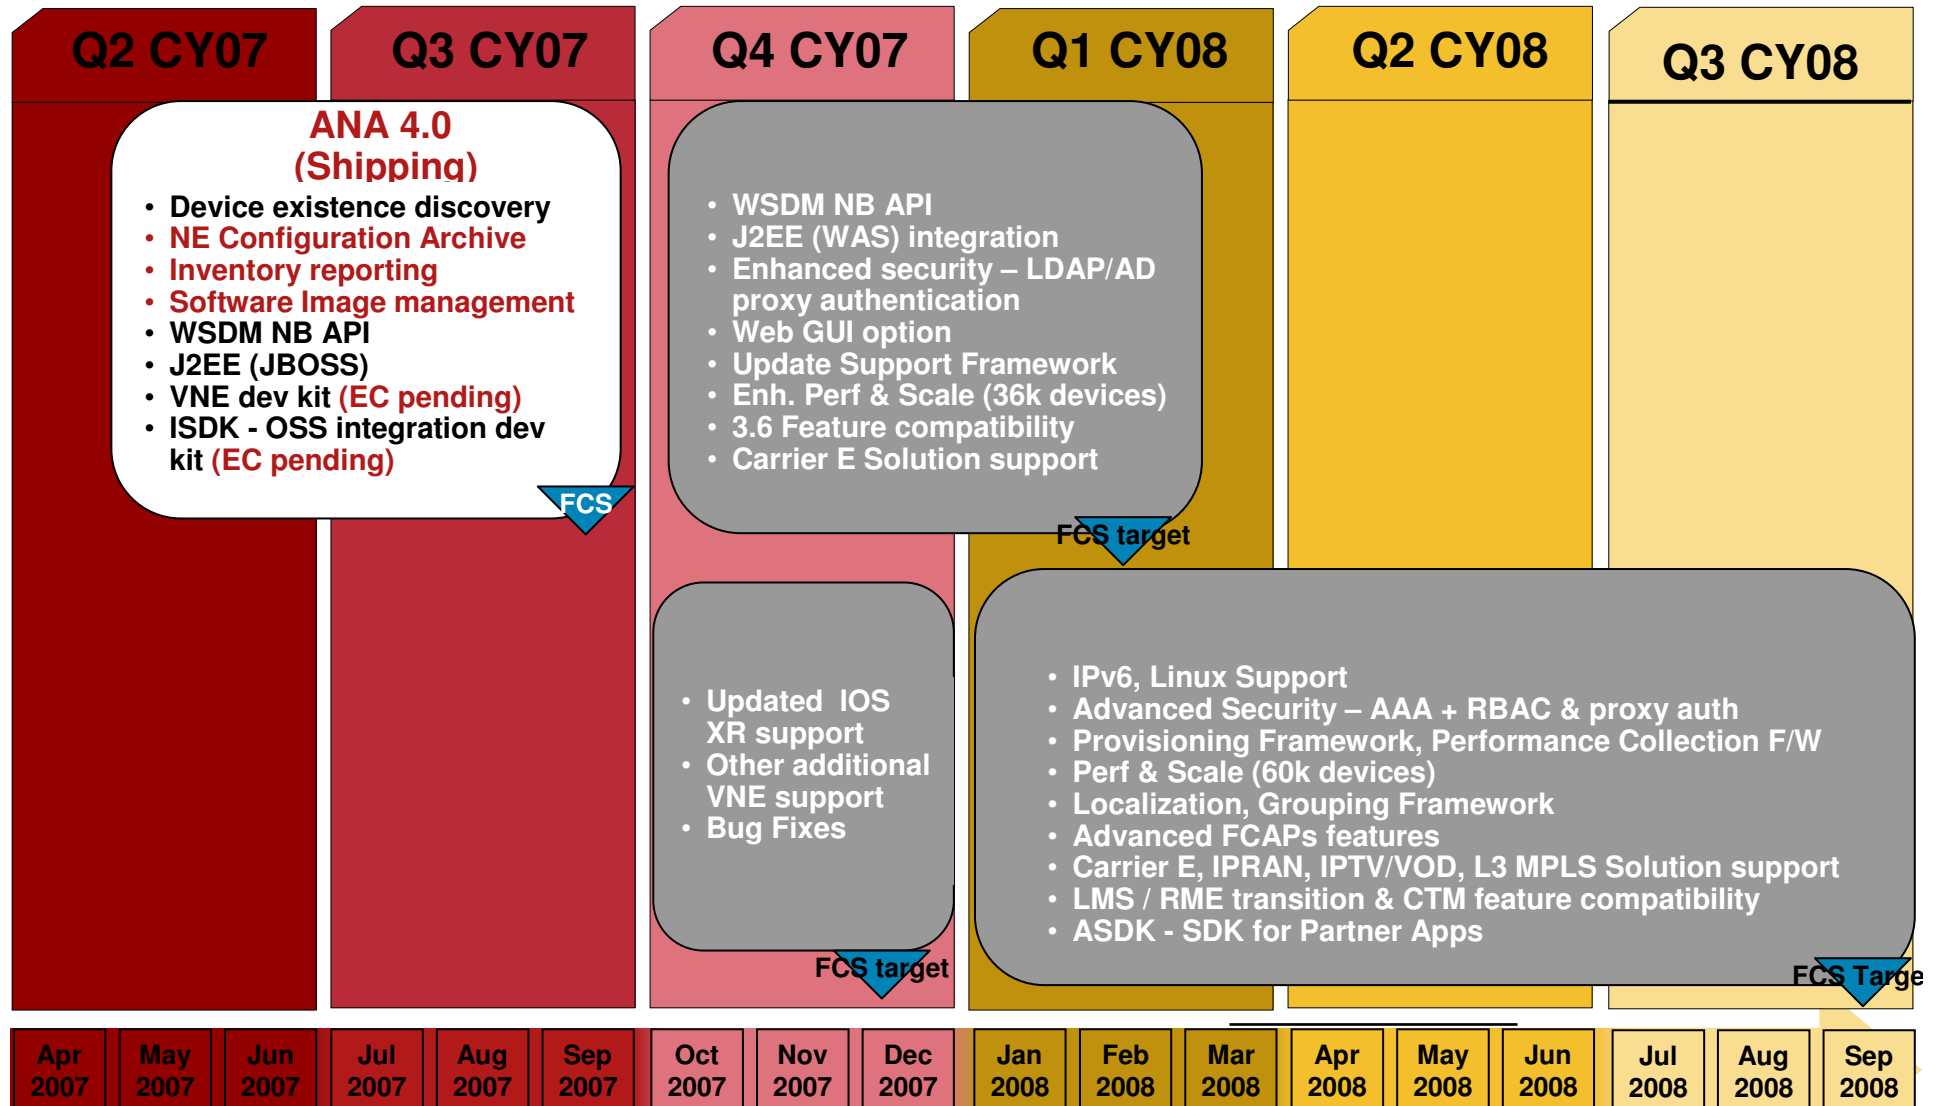 Q2 CY07
Q3 CY07
Q4 CY07
Q1 CY08
Q2 CY08
Q3 CY08
ANA 4.0
(Shipping)
• Device existence discovery
• NE Configuration Archive
• Inventory reporting
• Software Image management
• WSDM NB API
• J2EE (JBOSS)
• VNE dev kit (EC pending)
• ISDK - OSS integration dev
kit (EC pending)
FCS
• WSDM NB API
• J2EE (WAS) integration
• Enhanced security – LDAP/AD
proxy authentication
• Web GUI option
• Update Support Framework
• Enh. Perf & Scale (36k devices)
• 3.6 Feature compatibility
• Carrier E Solution support
FCS target
• Updated IOS
XR support
• Other additional
VNE support
• Bug Fixes
FCS target
• IPv6, Linux Support
• Advanced Security – AAA + RBAC & proxy auth
• Provisioning Framework, Performance Collection F/W
• Perf & Scale (60k devices)
• Localization, Grouping Framework
• Advanced FCAPs features
• Carrier E, IPRAN, IPTV/VOD, L3 MPLS Solution support
• LMS / RME transition & CTM feature compatibility
• ASDK - SDK for Partner Apps
FCS Targe
Apr
2007
May
2007
Jun
2007
Jul
2007
Aug
2007
Sep
2007
Oct
2007
Nov
2007
Dec
2007
Jan
2008
Feb
2008
Mar
2008
Apr
2008
May
2008
Jun
2008
Jul
2008
Aug
2008
Sep
2008